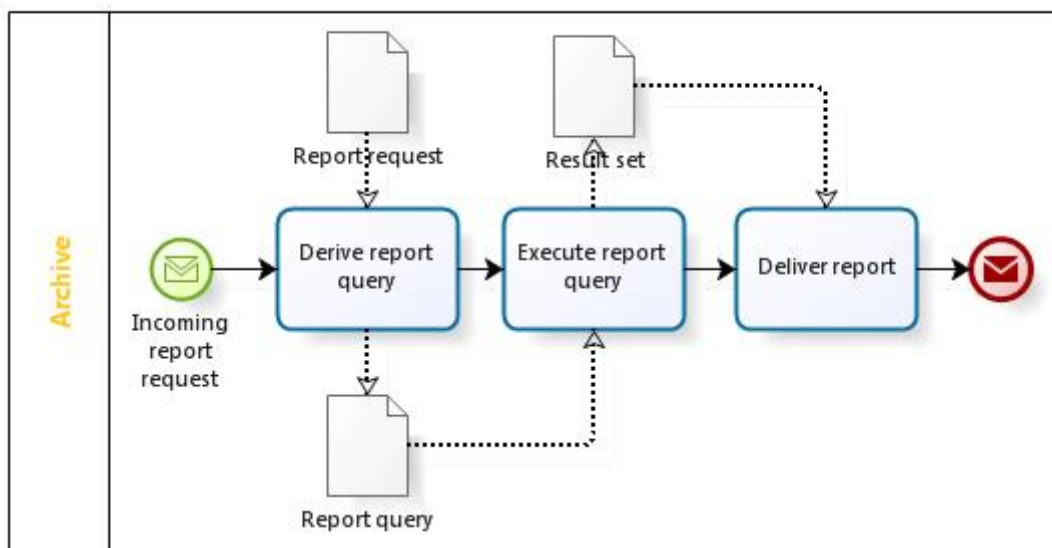 Archive
Report request
Result set
Derive report
query
Execute report
query
Deliver report
Incoming
report
request
Report query